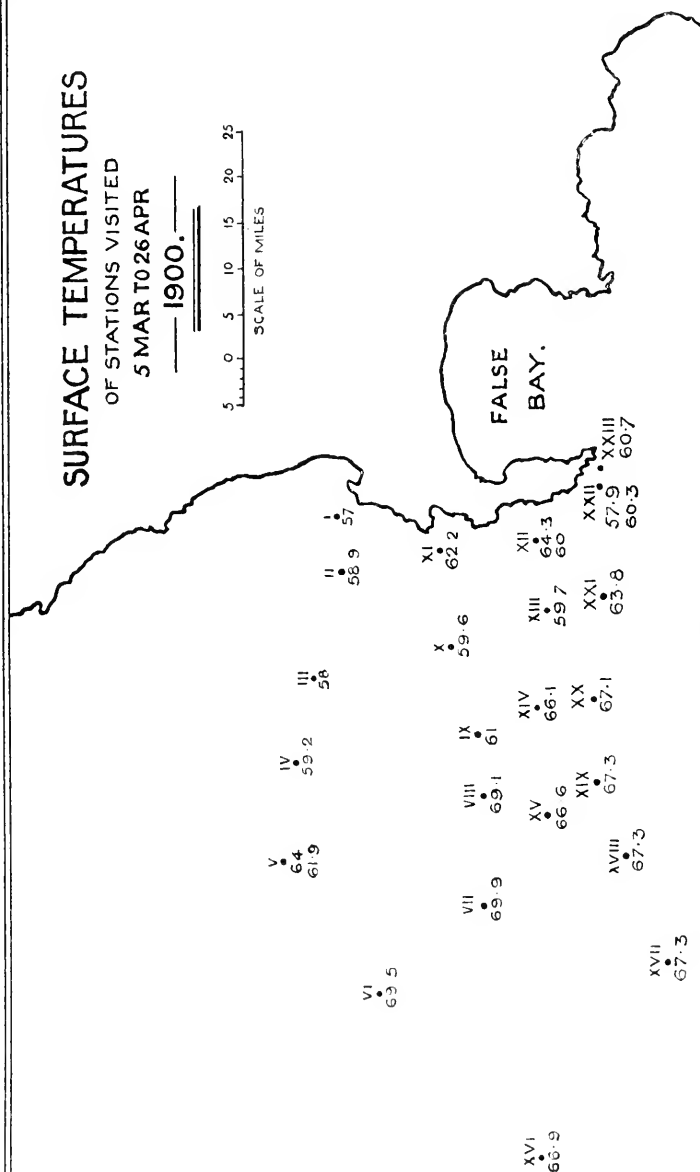 SURFACE TEMPERATURES
OF STATIONS VISITED
5 MAR TO 26 APR
1900.
5 0 5 10 15 20 25
SCALE OF MILES
FALSE
BAY.
I
57
II
58·9
III
58
IV
59·2
V
64
61·9
VI
69 5
VII
69·9
VIII
69·1
IX
61
X
59·6
XI
62 2
XII
64·3
60
XIII
59 7
XIV
66·1
XV
66 6
XVI
66·9
XVII
67·3
XVIII
67·3
XIX
67·3
XX
67·1
XXI
63·8
XXII
57·9
60·3
XXIII
60·7